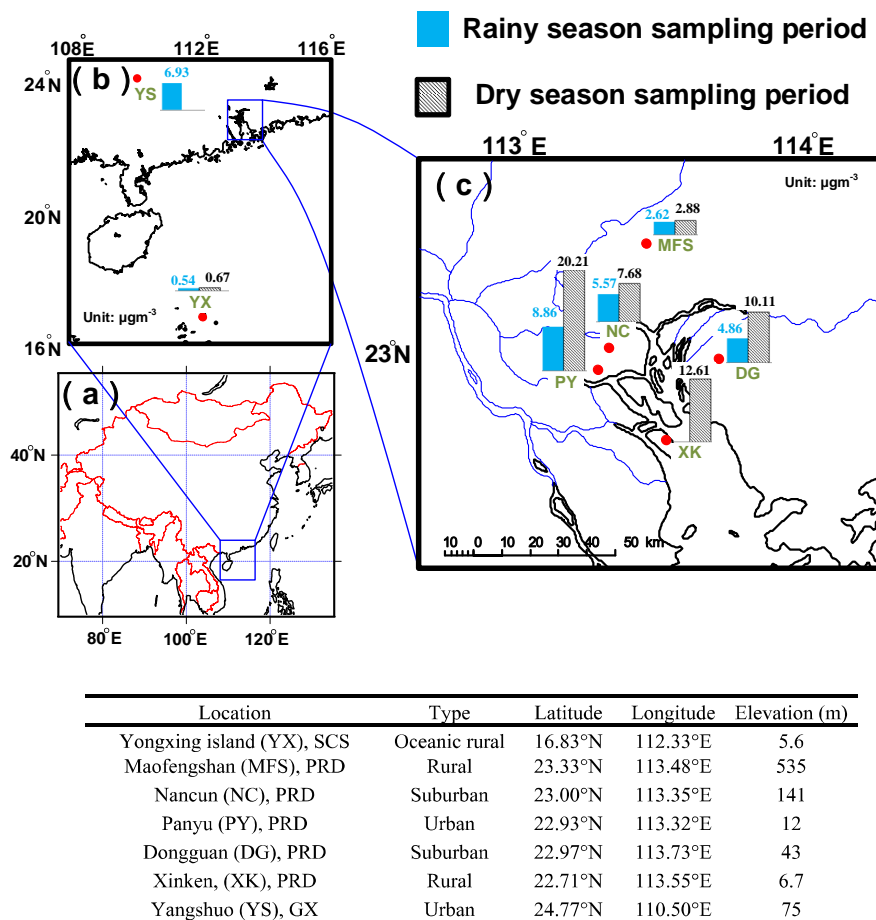 Rainy season sampling period
Dry season sampling period
108°E 112°E 116°E
( b )
24°N
20°N
16°N
6.93
YS
0.54 0.67
YX
Unit: µgm-3
( a )
40°N
20°N
80°E 100°E 120°E
113°E 114°E
( c )
Unit: µgm-3
23°N
2.62 2.88
MFS
20.21
8.86
PY
5.57 7.68
NC
10.11
4.86
DG
12.61
XK
10 0 10 20 30 40 50 km
Location Type Latitude Longitude Elevation (m)
Yongxing island (YX), SCS Oceanic rural 16.83°N 112.33°E 5.6
Maofengshan (MFS), PRD Rural 23.33°N 113.48°E 535
Nancun (NC), PRD Suburban 23.00°N 113.35°E 141
Panyu (PY), PRD Urban 22.93°N 113.32°E 12
Dongguan (DG), PRD Suburban 22.97°N 113.73°E 43
Xinken, (XK), PRD Rural 22.71°N 113.55°E 6.7
Yangshuo (YS), GX Urban 24.77°N 110.50°E 75